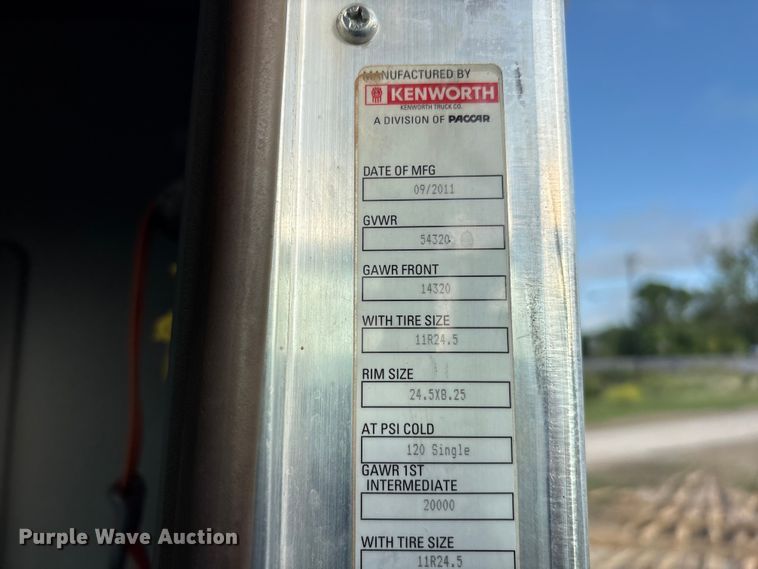 MANUFACTURED BY
KENWORTH
KENWORTH TRUCK CO.
A DIVISION OF PACCAR
DATE OF MFG
09/2011
GVWR
54320
GAWR FRONT
14320
WITH TIRE SIZE
11R24.5
RIM SIZE
24.5X8.25
AT PSI COLD
120 Single
GAWR 1ST
INTERMEDIATE
20000
WITH TIRE SIZE
11R24.5
Purple Wave Auction®